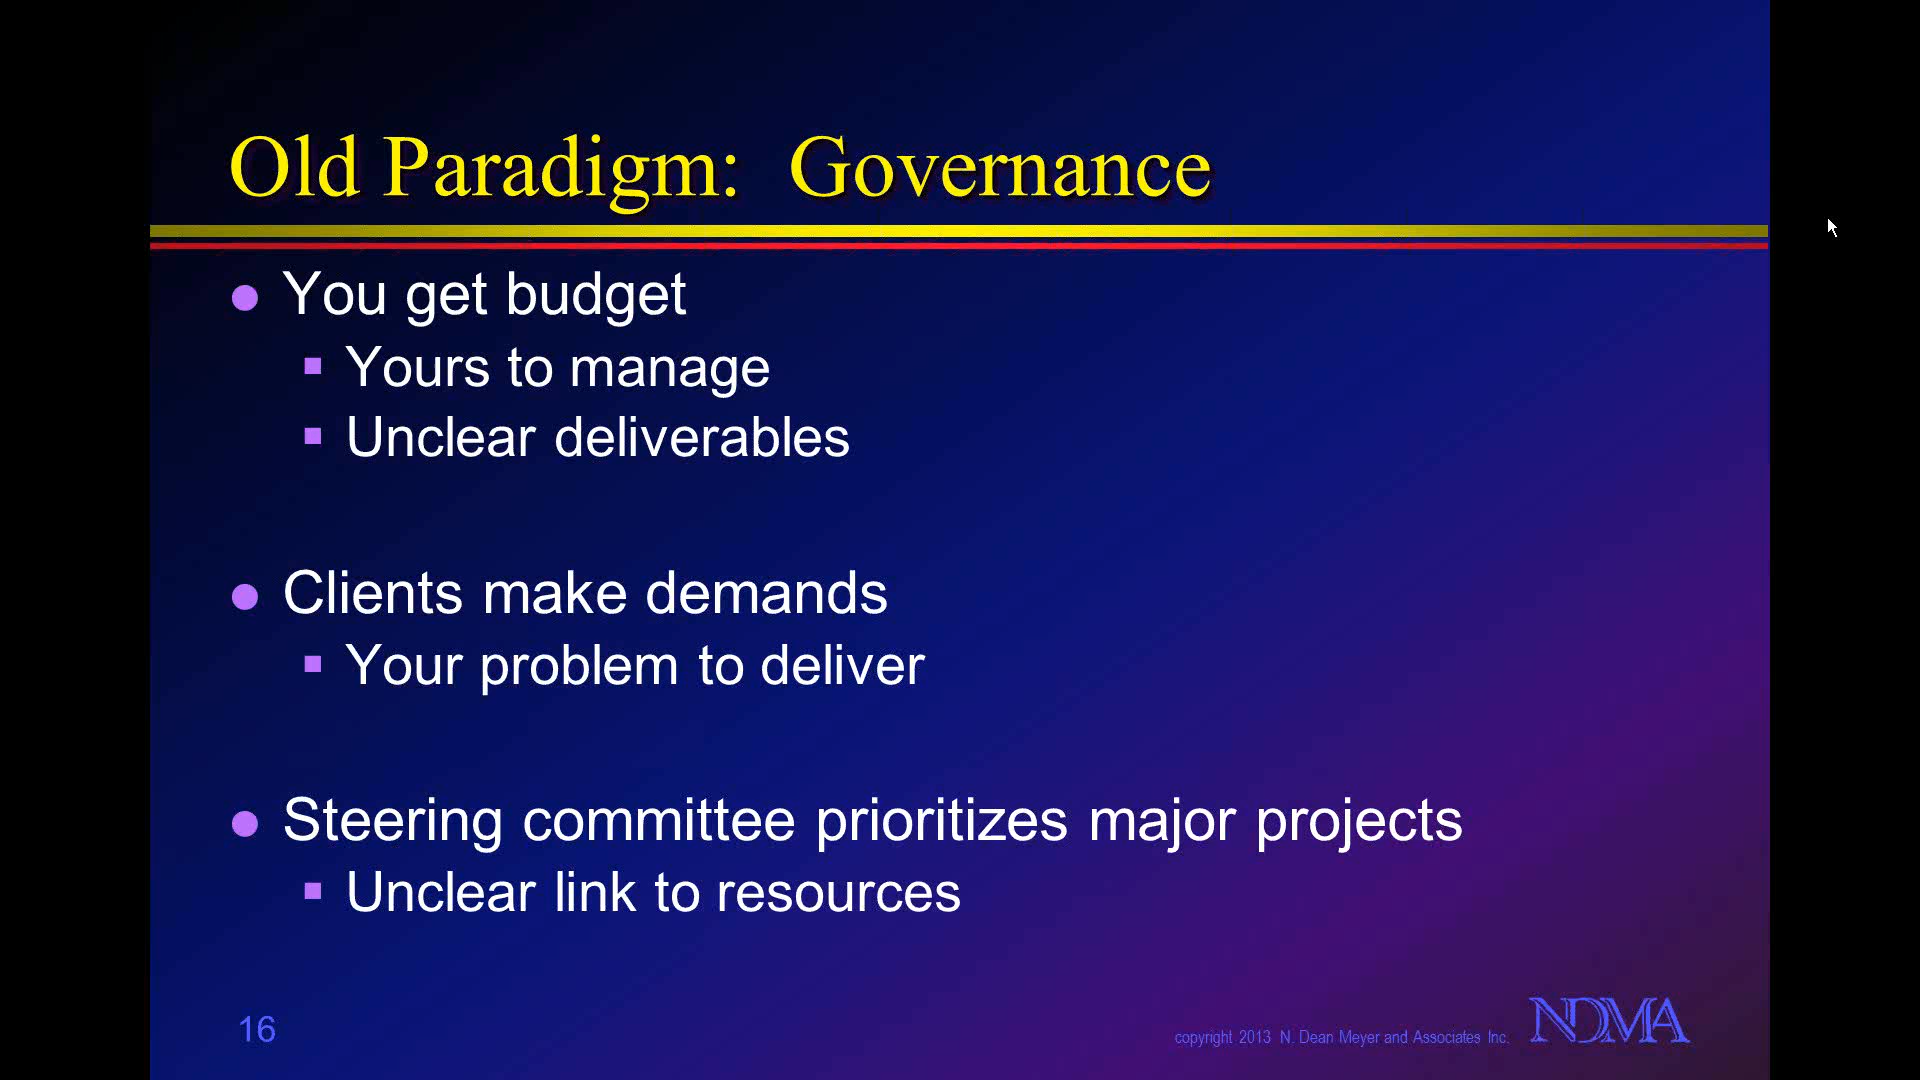 Old Paradigm: Governance
You get budget
Yours to manage
Unclear deliverables
Clients make demands
Your problem to deliver
Steering committee prioritizes major projects
Unclear link to resources
16
copyright 2013 N. Dean Meyer and Associates Inc.
NDMA